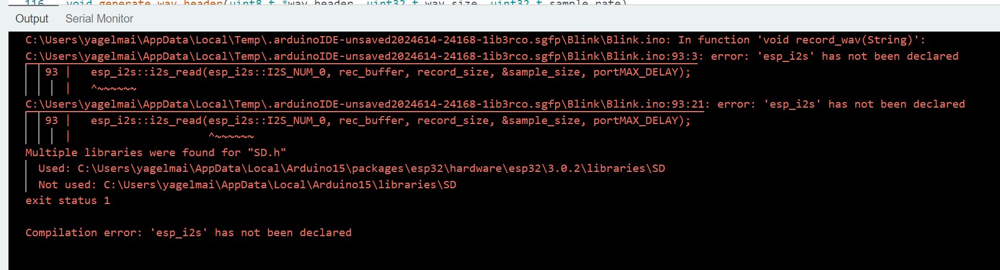 116 void generate_wav_header(uint8_t *wav_header, uint32_t wav_size, uint32_t sample_rate)
Output Serial Monitor
C:\Users\yagelmai\AppData\Local\Temp\.arduinoIDE-unsaved2024614-24168-1ib3rco.sgfp\Blink\Blink.ino: In function 'void record_wav(String)':
C:\Users\yagelmai\AppData\Local\Temp\.arduinoIDE-unsaved2024614-24168-1ib3rco.sgfp\Blink\Blink.ino:93:3: error: 'esp_i2s' has not been declared
93 |   esp_i2s::i2s_read(esp_i2s::I2S_NUM_0, rec_buffer, record_size, &sample_size, portMAX_DELAY);
|   ^~~~~~~
C:\Users\yagelmai\AppData\Local\Temp\.arduinoIDE-unsaved2024614-24168-1ib3rco.sgfp\Blink\Blink.ino:93:21: error: 'esp_i2s' has not been declared
93 |   esp_i2s::i2s_read(esp_i2s::I2S_NUM_0, rec_buffer, record_size, &sample_size, portMAX_DELAY);
|                     ^~~~~~~
Multiple libraries were found for "SD.h"
Used: C:\Users\yagelmai\AppData\Local\Arduino15\packages\esp32\hardware\esp32\3.0.2\libraries\SD
Not used: C:\Users\yagelmai\AppData\Local\Arduino15\libraries\SD
exit status 1
Compilation error: 'esp_i2s' has not been declared